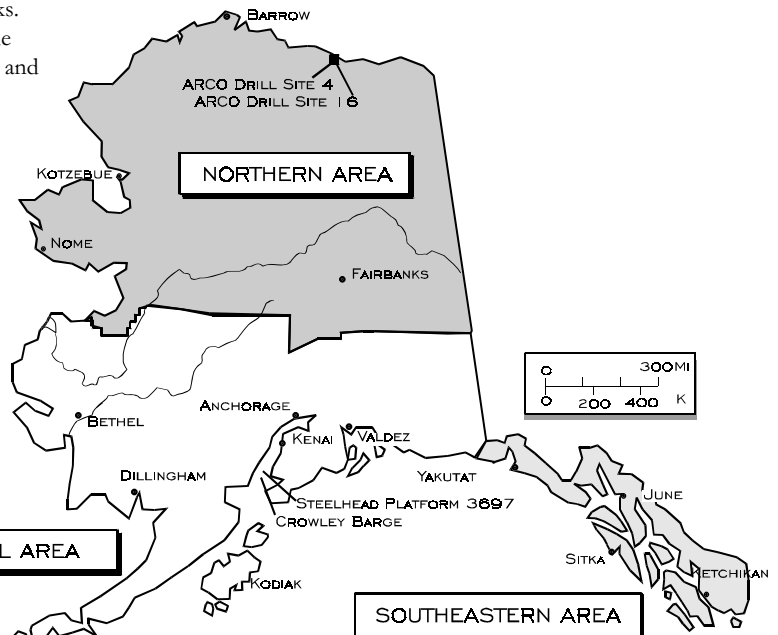 ks.
e
and
BARROW
ARCO DRILL SITE 4
ARCO DRILL SITE 16
KOTZEBUE
NORTHERN AREA
NOME
FAIRBANKS
0 300MI
0 200 400 K
ANCHORAGE
BETHEL
KENAI
VALDEZ
DILLINGHAM
YAKUTAT
STEELHEAD PLATFORM 3697
CROWLEY BARGE
JUNE
L AREA
SITKA
KODIAK
KETCHIKAN
SOUTHEASTERN AREA